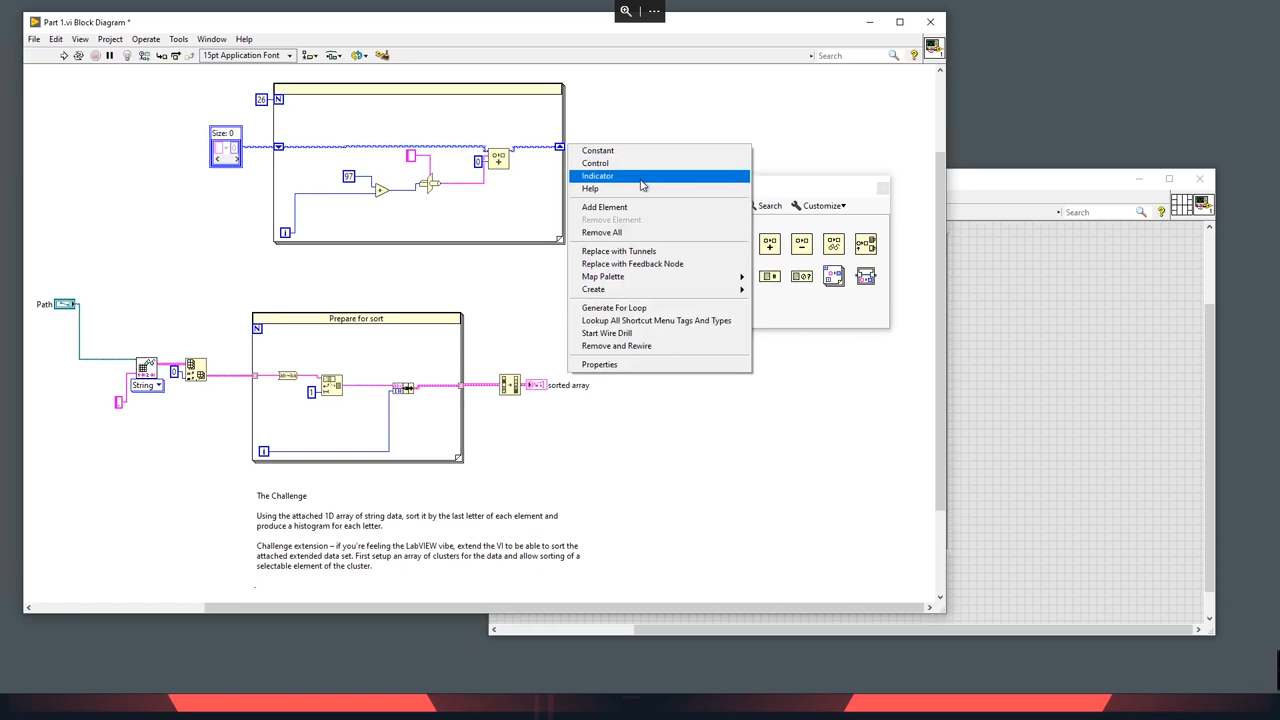 Part 1.vi Block Diagram *
File Edit View Project Operate Tools Window Help
15pt Application Font
Search
26
N
Size: 0
0
97
i
Constant
Control
Indicator
Help
Add Element
Remove Element
Remove All
Replace with Tunnels
Replace with Feedback Node
Map Palette
Create
Generate For Loop
Lookup All Shortcut Menu Tags And Types
Start Wire Drill
Remove and Rewire
Properties
Search
Customize
Search
Path
Prepare for sort
N
0
String
1
i
sorted array
The Challenge
Using the attached 1D array of string data, sort it by the last letter of each element and
produce a histogram for each letter.
Challenge extension – if you're feeling the LabVIEW vibe, extend the VI to be able to sort the
attached extended data set. First setup an array of clusters for the data and allow sorting of a
selectable element of the cluster.
.